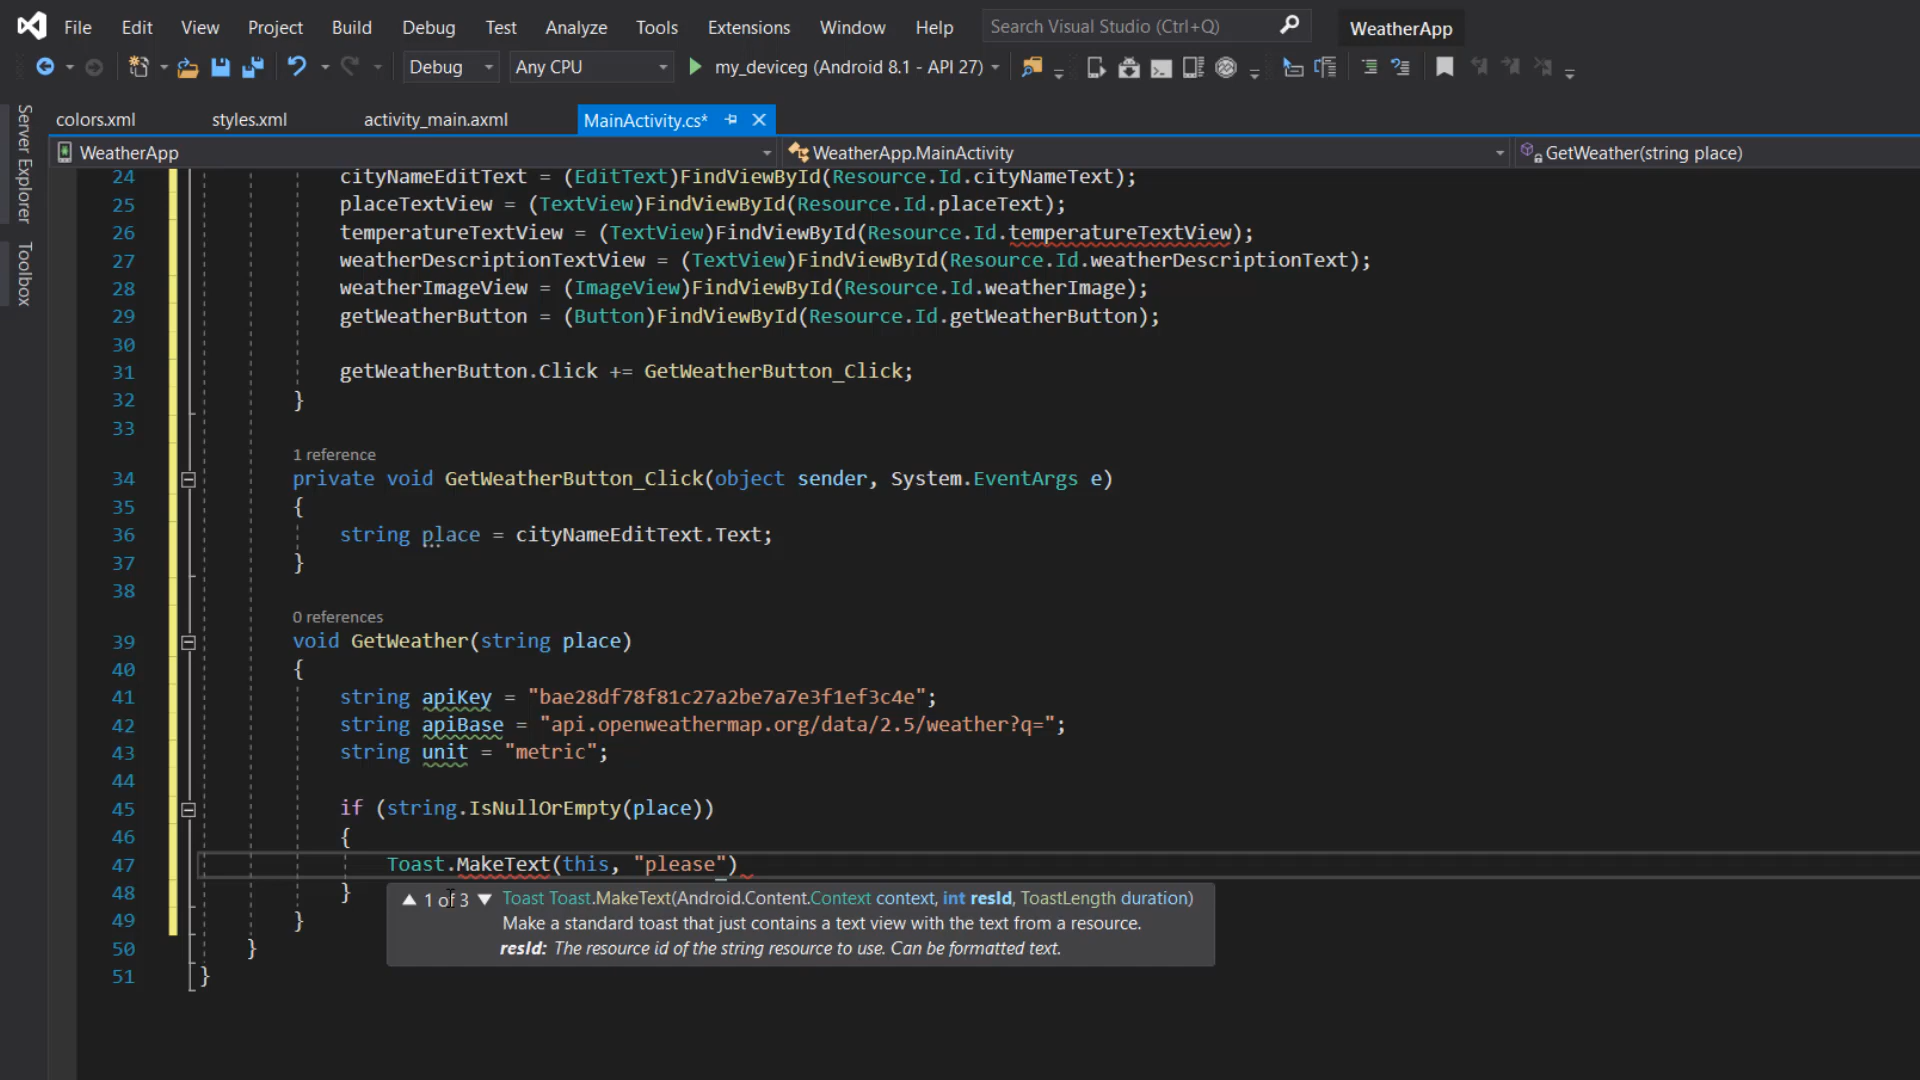 File Edit View Project Build Debug Test Tools Analyze Extensions Window Help Search Visual Studio (Ctrl+Q) WeatherApp
Debug Any CPU my_deviceg (Android 8.1 - API 27)
Server Explorer
Toolbox
colors.xml styles.xml activity_main.axml MainActivity.cs*
WeatherApp WeatherApp.MainActivity GetWeather(string place)
24 cityNameEditText = (EditText)FindViewById(Resource.Id.cityNameText);
25 placeTextView = (TextView)FindViewById(Resource.Id.placeText);
26 temperatureTextView = (TextView)FindViewById(Resource.Id.temperatureTextView);
27 weatherDescriptionTextView = (TextView)FindViewById(Resource.Id.weatherDescriptionText);
28 weatherImageView = (ImageView)FindViewById(Resource.Id.weatherImage);
29 getWeatherButton = (Button)FindViewById(Resource.Id.getWeatherButton);
30
31 getWeatherButton.Click += GetWeatherButton_Click;
32 }
33
1 reference
34 private void GetWeatherButton_Click(object sender, System.EventArgs e)
35 {
36 string place = cityNameEditText.Text;
37 }
38
0 references
39 void GetWeather(string place)
40 {
41 string apiKey = "bae28df78f81c27a2be7a7e3f1ef3c4e";
42 string apiBase = "api.openweathermap.org/data/2.5/weather?q=";
43 string unit = "metric";
44
45 if (string.IsNullOrEmpty(place))
46 {
47 Toast.MakeText(this, "please")
48 }
49 }
50 }
51 }
1 of 3 Toast Toast.MakeText(Android.Content.Context context, int resId, ToastLength duration)
Make a standard toast that just contains a text view with the text from a resource.
resId: The resource id of the string resource to use. Can be formatted text.